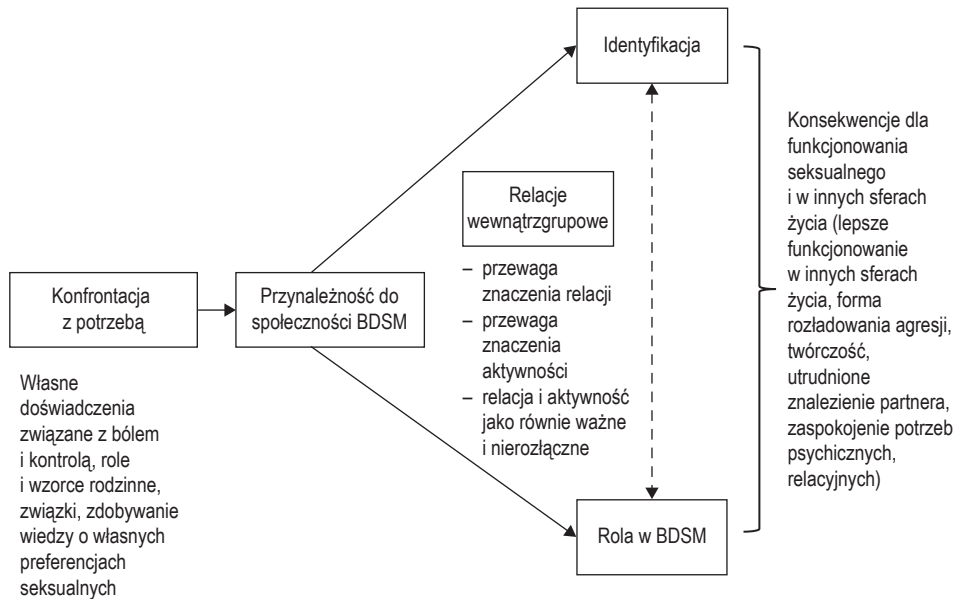 Konfrontacja
z potrzebą
Własne
doświadczenia
związane z bólem
i kontrolą, role
i wzorce rodzinne,
związki, zdobywanie
wiedzy o własnych
preferencjach
seksualnych
Przynależność do
społeczności BDSM
Identyfikacja
Relacje
wewnątrzgrupowe
– przewaga
znaczenia relacji
– przewaga
znaczenia
aktywności
– relacja i aktywność
jako równie ważne
i nierozłączne
Rola w BDSM
Konsekwencje dla
funkcjonowania
seksualnego
i w innych sferach
życia (lepsze
funkcjonowanie
w innych sferach
życia, forma
rozładowania agresji,
twórczość,
utrudnione
znalezienie partnera,
zaspokojenie potrzeb
psychicznych,
relacyjnych)